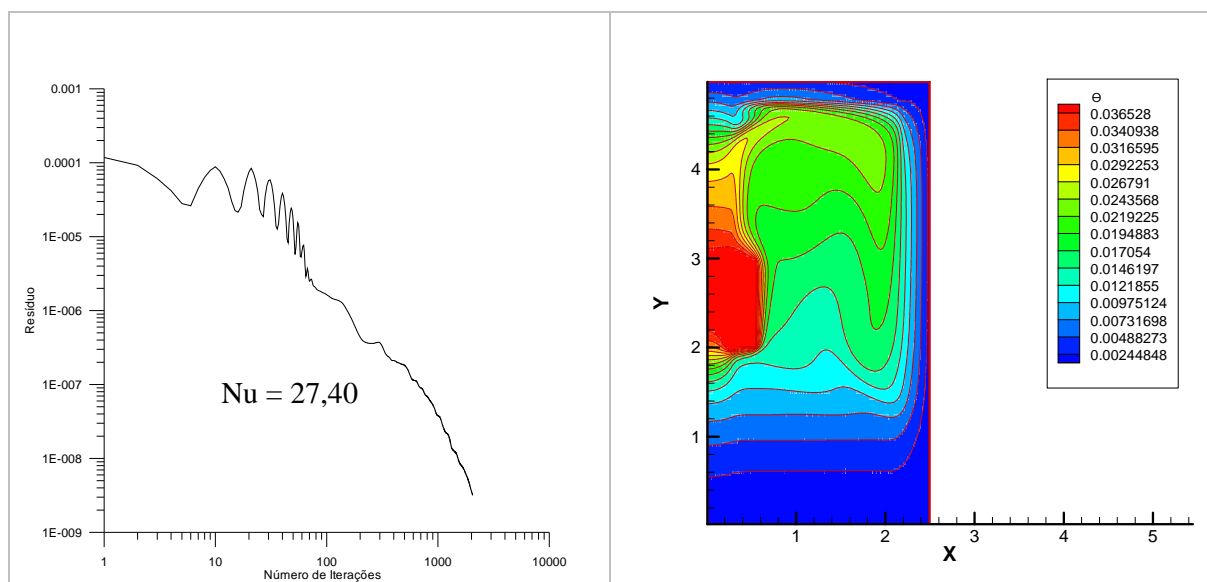 0.001
0.0001
1E-005
1E-006
1E-007
1E-008
1E-009
Resíduo
Nu = 27,40
1
10
100
1000
10000
Número de Iterações
4
3
2
1
Y
1
2
3
4
5
X
Θ
0.036528
0.0340938
0.0316595
0.0292253
0.026791
0.0243568
0.0219225
0.0194883
0.017054
0.0146197
0.0121855
0.00975124
0.00731698
0.00488273
0.00244848